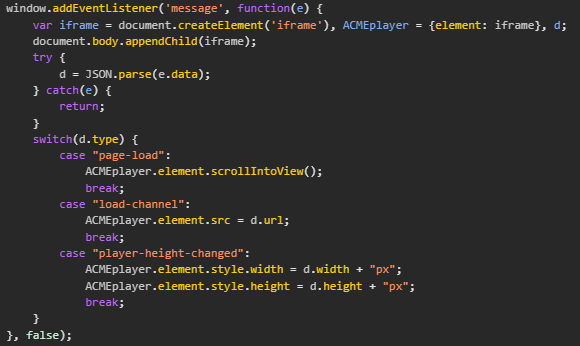 window.addEventListener('message', function(e) {
    var iframe = document.createElement('iframe'), ACMEplayer = {element: iframe}, d;
    document.body.appendChild(iframe);
    try {
        d = JSON.parse(e.data);
    } catch(e) {
        return;
    }
    switch(d.type) {
        case "page-load":
            ACMEplayer.element.scrollIntoView();
            break;
        case "load-channel":
            ACMEplayer.element.src = d.url;
            break;
        case "player-height-changed":
            ACMEplayer.element.style.width = d.width + "px";
            ACMEplayer.element.style.height = d.height + "px";
            break;
    }
}, false);